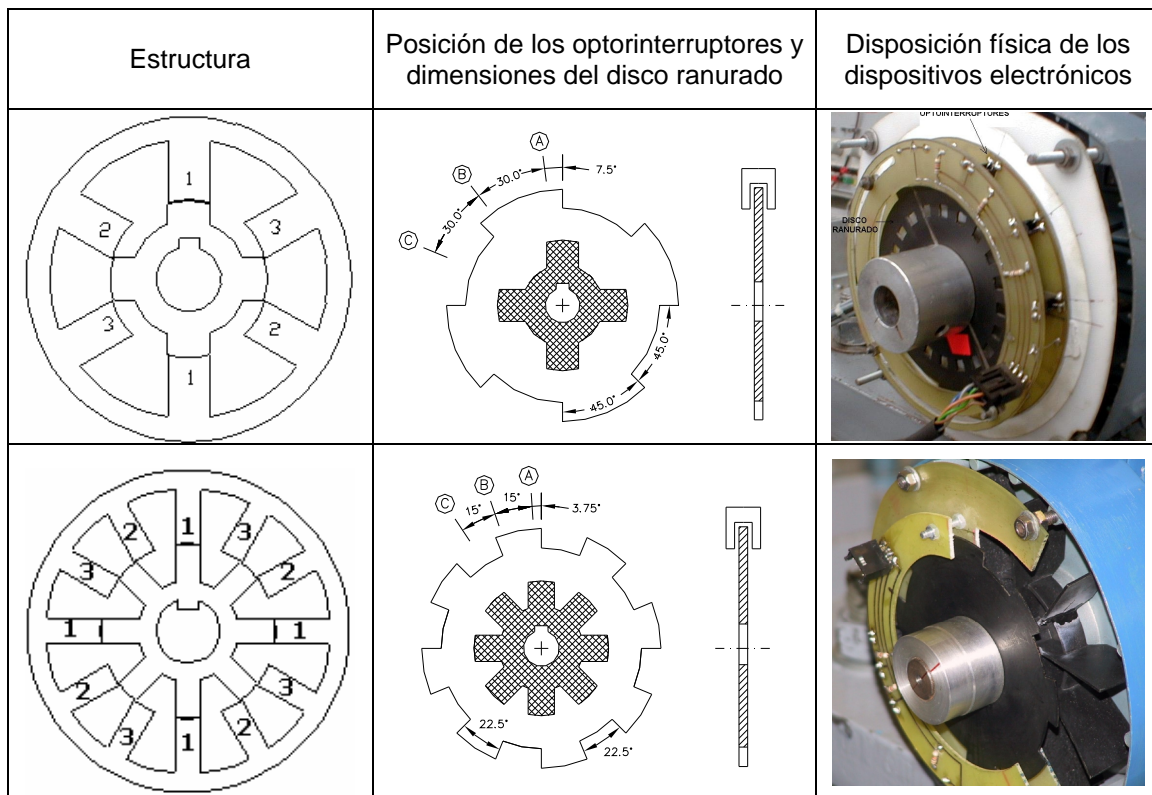 Estructura
Posición de los optorinterruptores y
dimensiones del disco ranurado
Disposición física de los
dispositivos electrónicos
1
2
3
3
2
1
A
B
C
30.0°
30.0°
7.5°
45.0°
45.0°
OPTOINTERRUPTORES
DISCO
RANURADO
1
2
3
3
2
1
1
2
3
3
2
1
A
B
C
15°
15°
3.75°
22.5°
22.5°